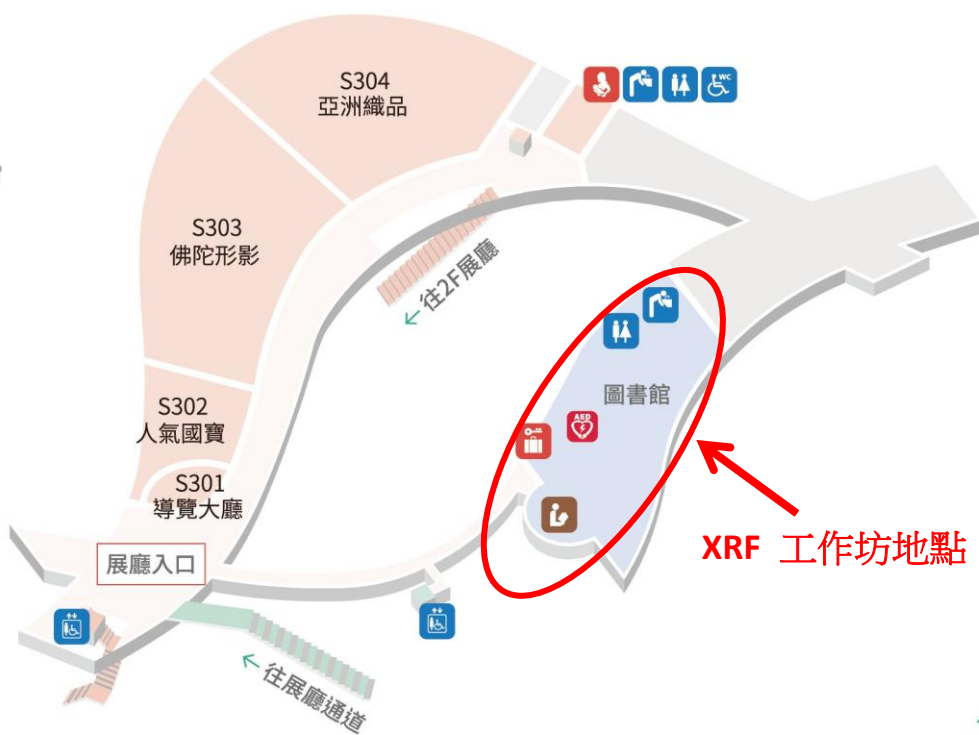 S304
亞洲織品
WC
S303
佛陀形影
← 往2F展廳
圖書館
AED
S302
人氣國寶
S301
導覽大廳
XRF 工作坊地點
展廳入口
← 往展廳通道